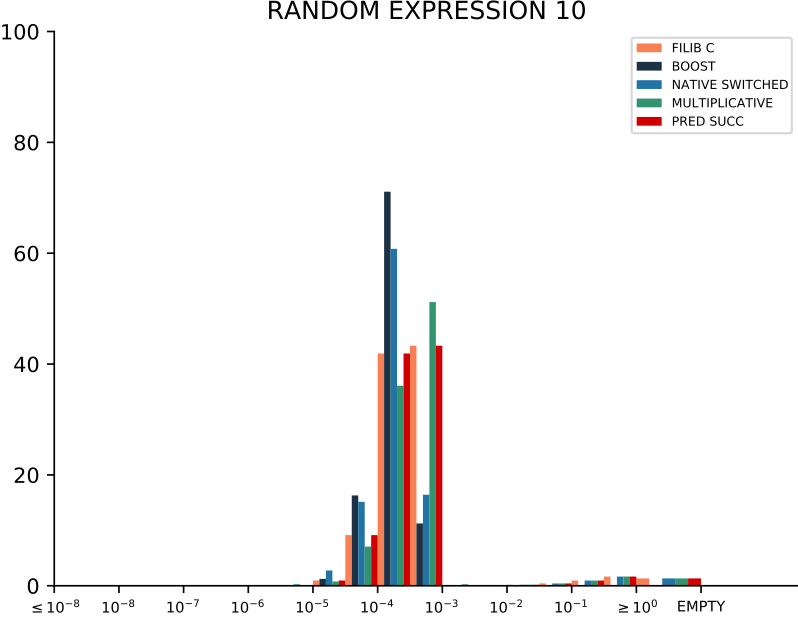 RANDOM EXPRESSION 10
100
80
60
40
20
0
FILIB C
BOOST
NATIVE SWITCHED
MULTIPLICATIVE
PRED SUCC
≤10⁻⁸ 10⁻⁸ 10⁻⁷ 10⁻⁶ 10⁻⁵ 10⁻⁴ 10⁻³ 10⁻² 10⁻¹ ≥10⁰ EMPTY